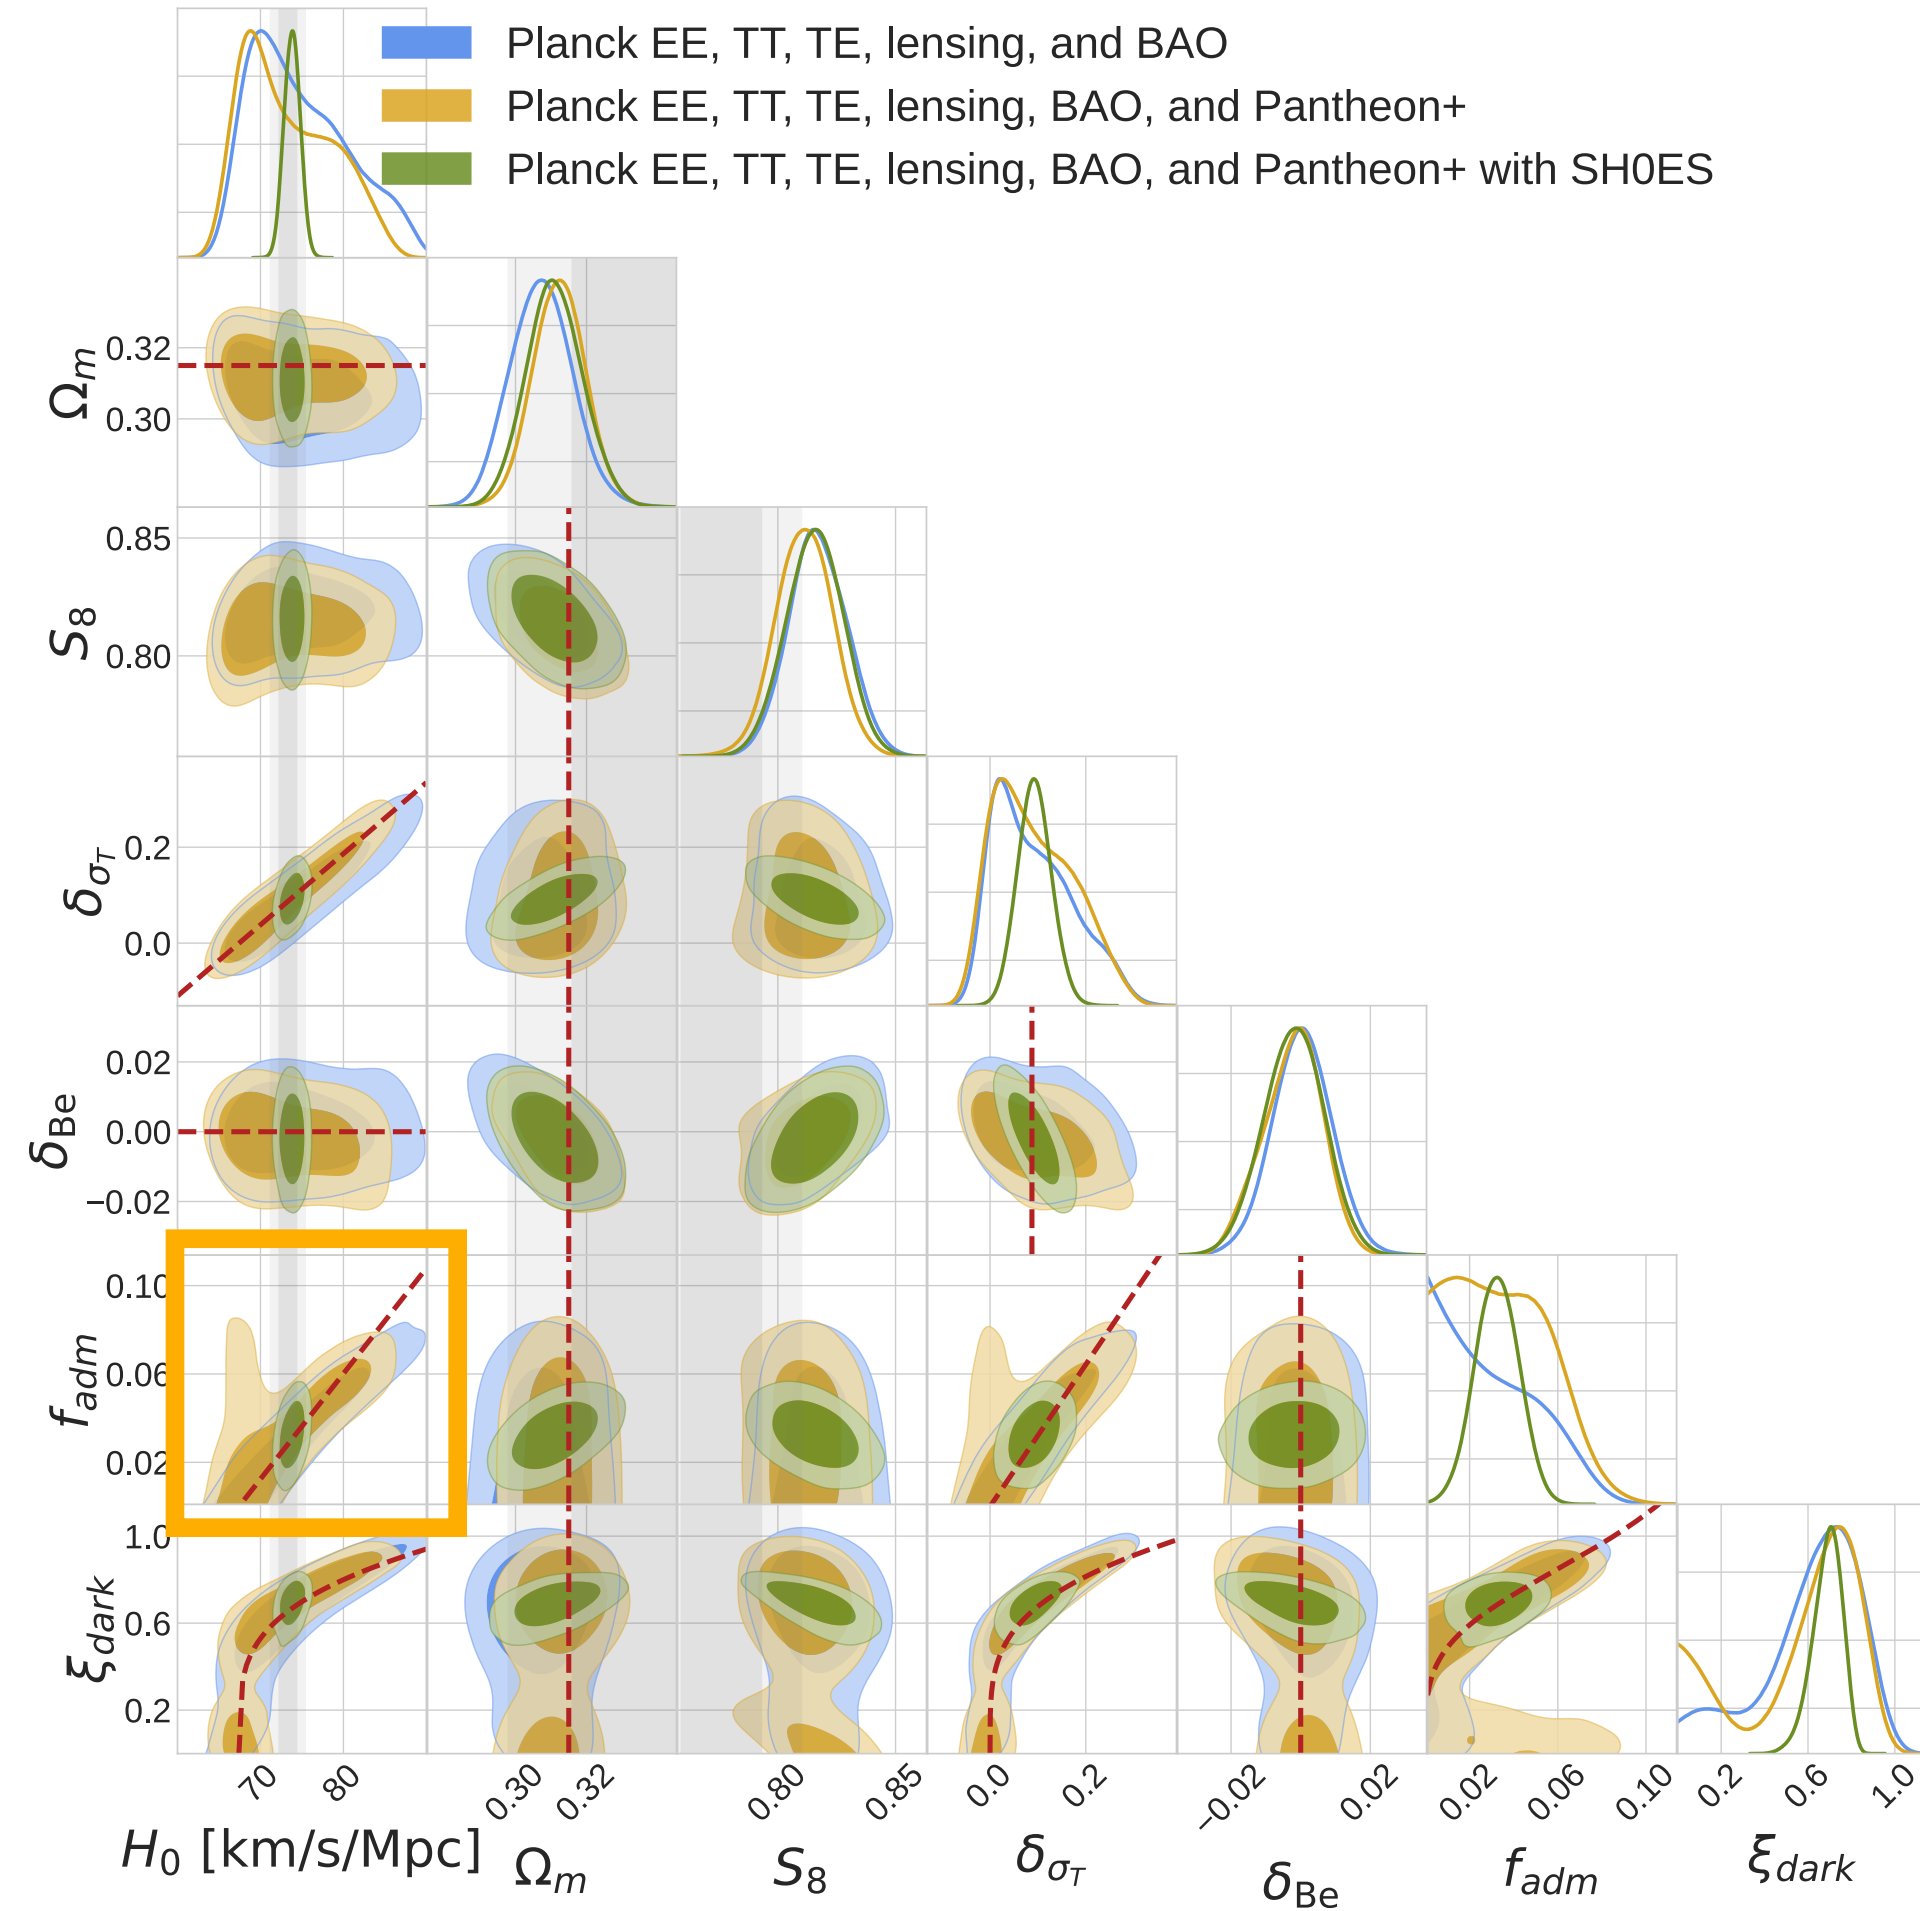 Planck EE, TT, TE, lensing, and BAO
Planck EE, TT, TE, lensing, BAO, and Pantheon+
Planck EE, TT, TE, lensing, BAO, and Pantheon+ with SH0ES
Ωm
0.32
0.30
S8
0.85
0.80
δσT
0.2
0.0
δBe
0.02
0.00
−0.02
fadm
0.10
0.06
0.02
ξdark
1.0
0.6
0.2
70 80 0.30 0.32 0.80 0.85 0.0 0.2 −0.02 0.02 0.02 0.06 0.10 0.2 0.6 1.0
H0 [km/s/Mpc] Ωm S8 δσT δBe fadm ξdark